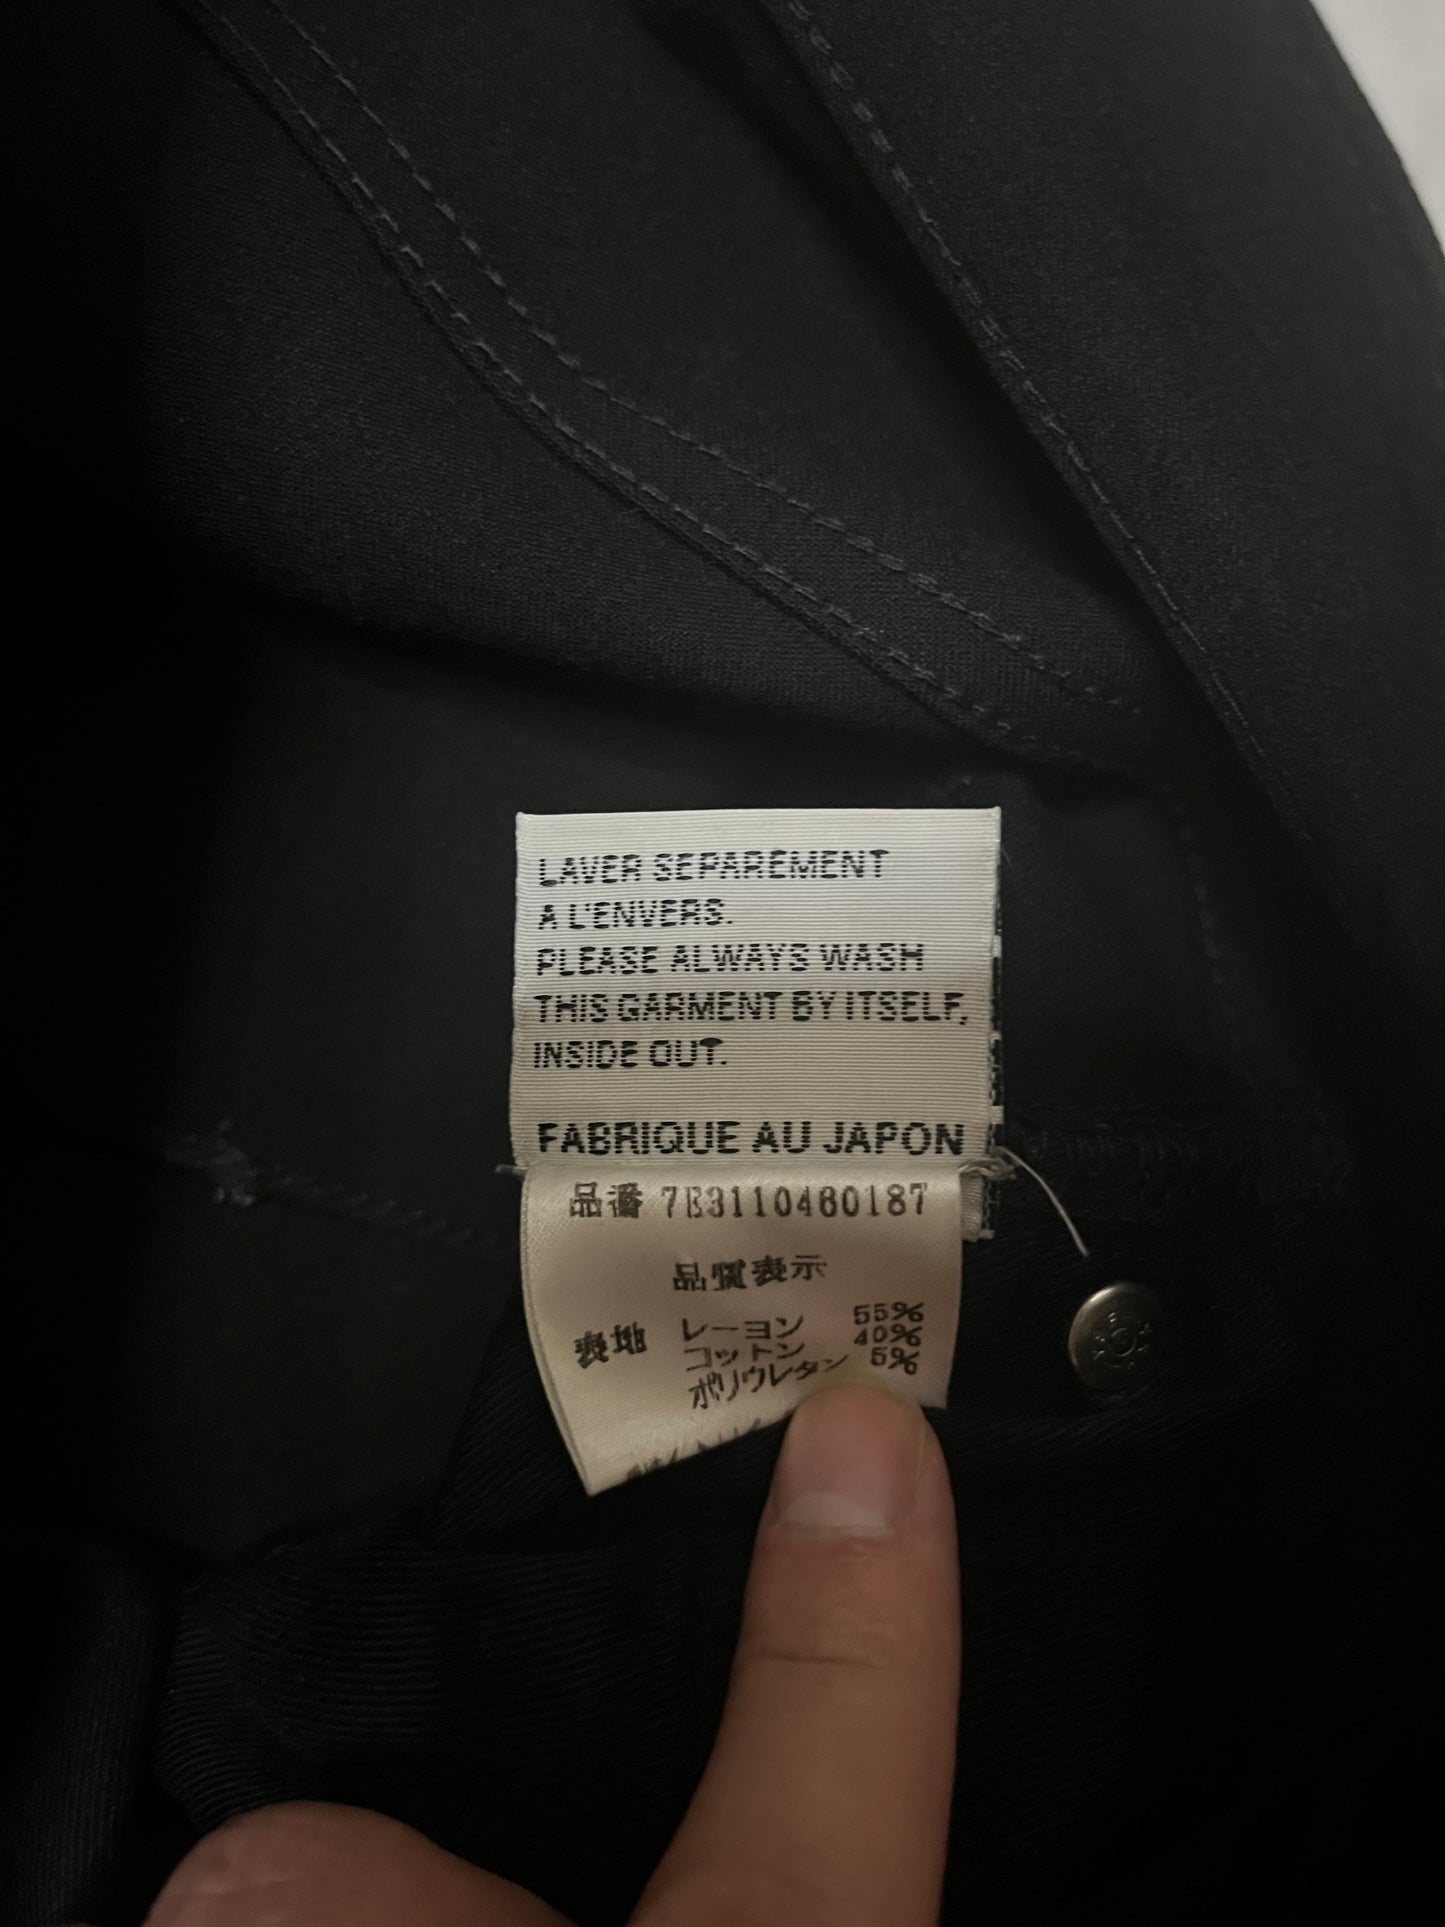 LAVER SEPAREMENT
A L'ENVERS.
PLEASE ALWAYS WASH
THIS GARMENT BY ITSELF,
INSIDE OUT.
FABRIQUE AU JAPON
品番 7B3110460187
品質表示
表地 レーヨン 55%
コットン 40%
ポリウレタン 5%